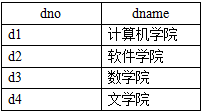 dno dname
d1 计算机学院
d2 软件学院
d3 数学院
d4 文学院